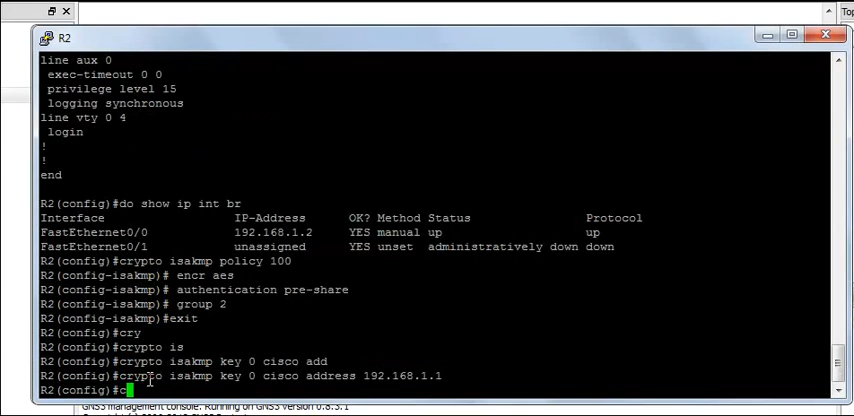 Top
R2
line aux 0
exec-timeout 0 0
privilege level 15
logging synchronous
line vty 0 4
login
!
!
end
R2(config)#do show ip int br
Interface IP-Address OK? Method Status Protocol
FastEthernet0/0 192.168.1.2 YES manual up up
FastEthernet0/1 unassigned YES unset administratively down down
R2(config)#crypto isakmp policy 100
R2(config-isakmp)# encr aes
R2(config-isakmp)# authentication pre-share
R2(config-isakmp)# group 2
R2(config-isakmp)#exit
R2(config)#cry
R2(config)#crypto is
R2(config)#crypto isakmp key 0 cisco add
R2(config)#crypto isakmp key 0 cisco address 192.168.1.1
R2(config)#c
GNS3 management console. Running on GNS3 version 0.8.3.1